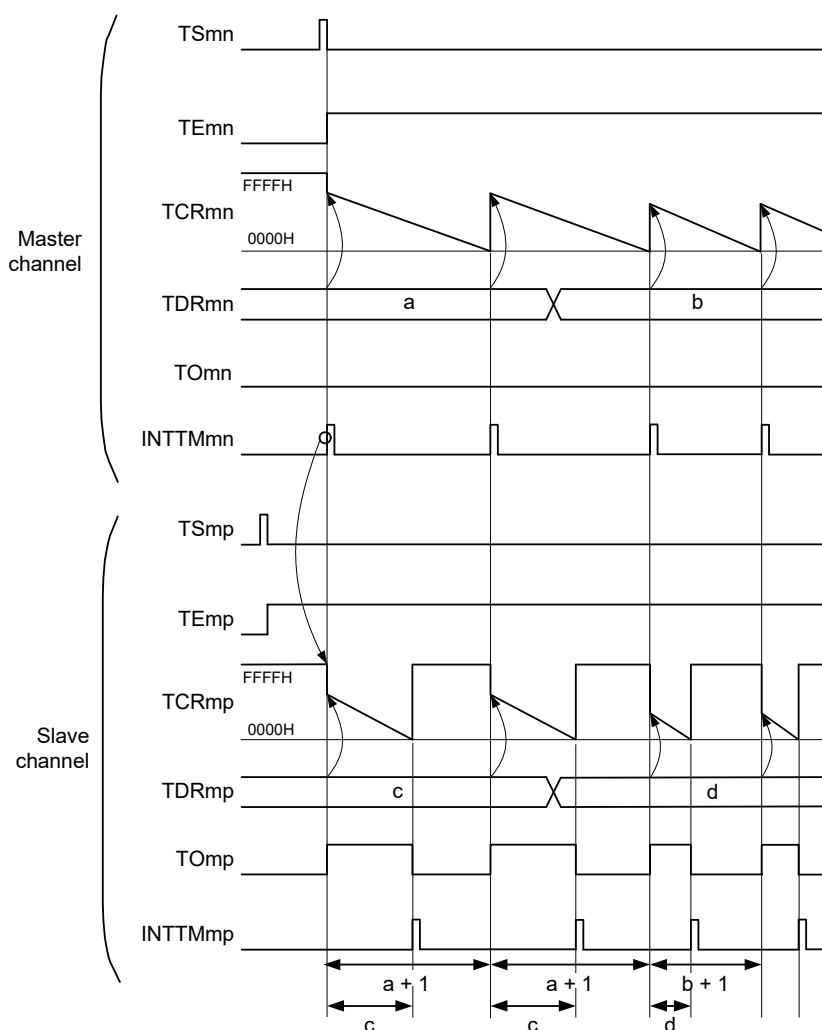 TSmn
TEmn
FFFFH
TCRmn
Master
channel
0000H
TDRmn
a
b
TOmn
INTTMmn
TSmp
TEmp
FFFFH
TCRmp
Slave
channel
0000H
TDRmp
c
d
TOmp
INTTMmp
a + 1
a + 1
b + 1
c
c
d